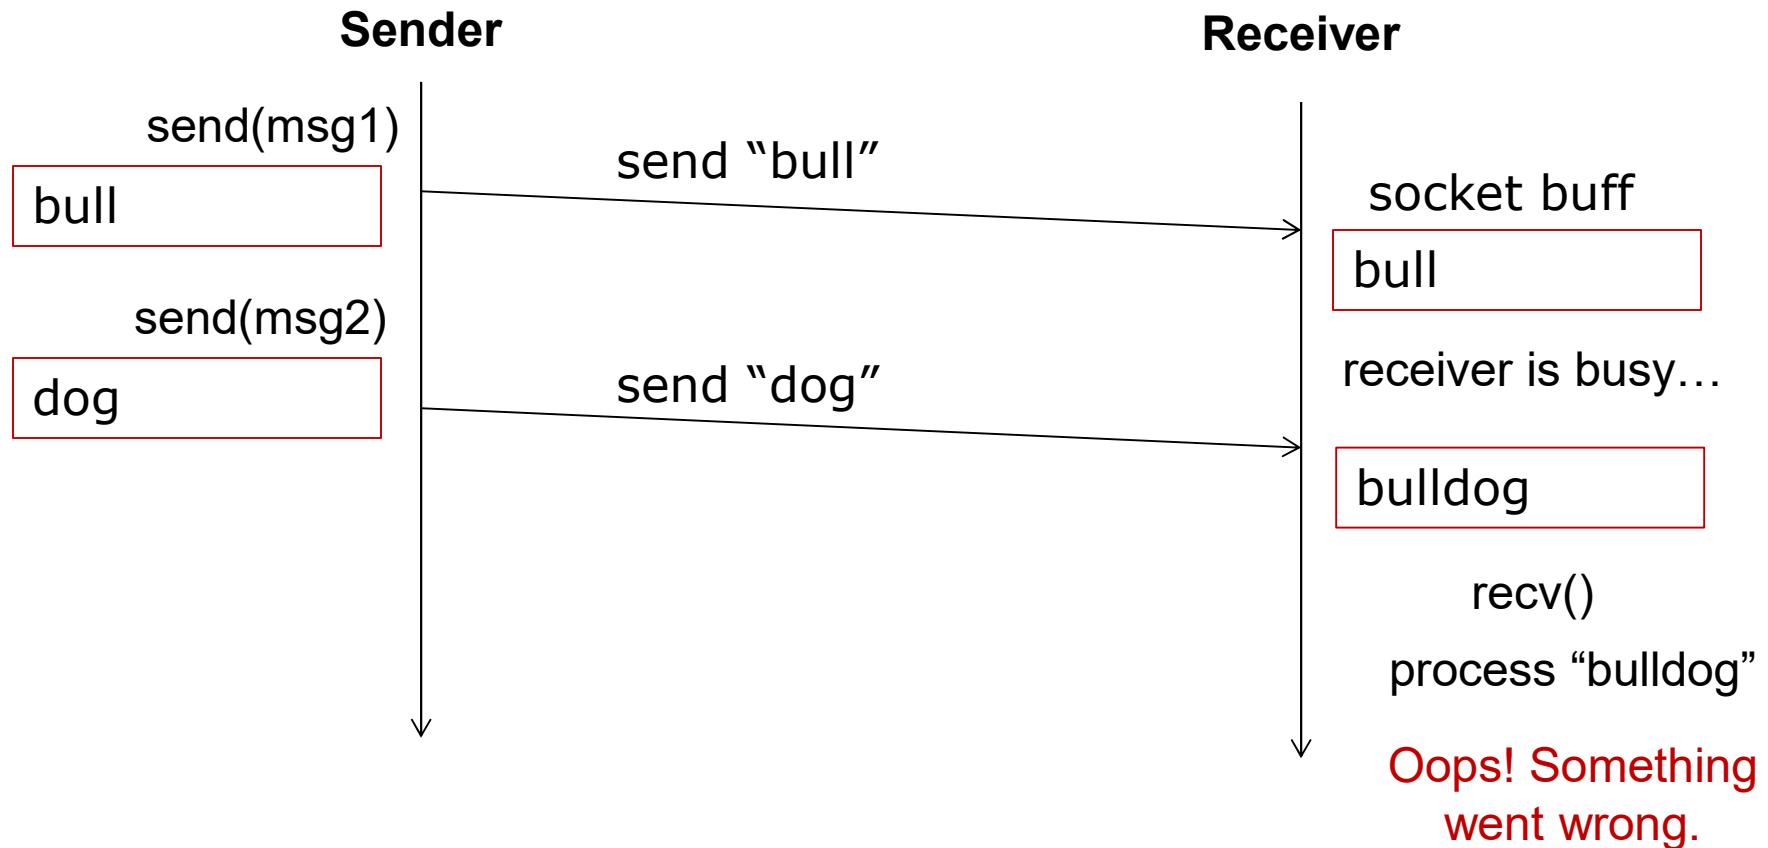 Sender
Receiver
send(msg1)
send “bull”
bull
socket buff
bull
send(msg2)
receiver is busy…
send “dog”
dog
bulldog
recv()
process “bulldog”
Oops! Something
went wrong.